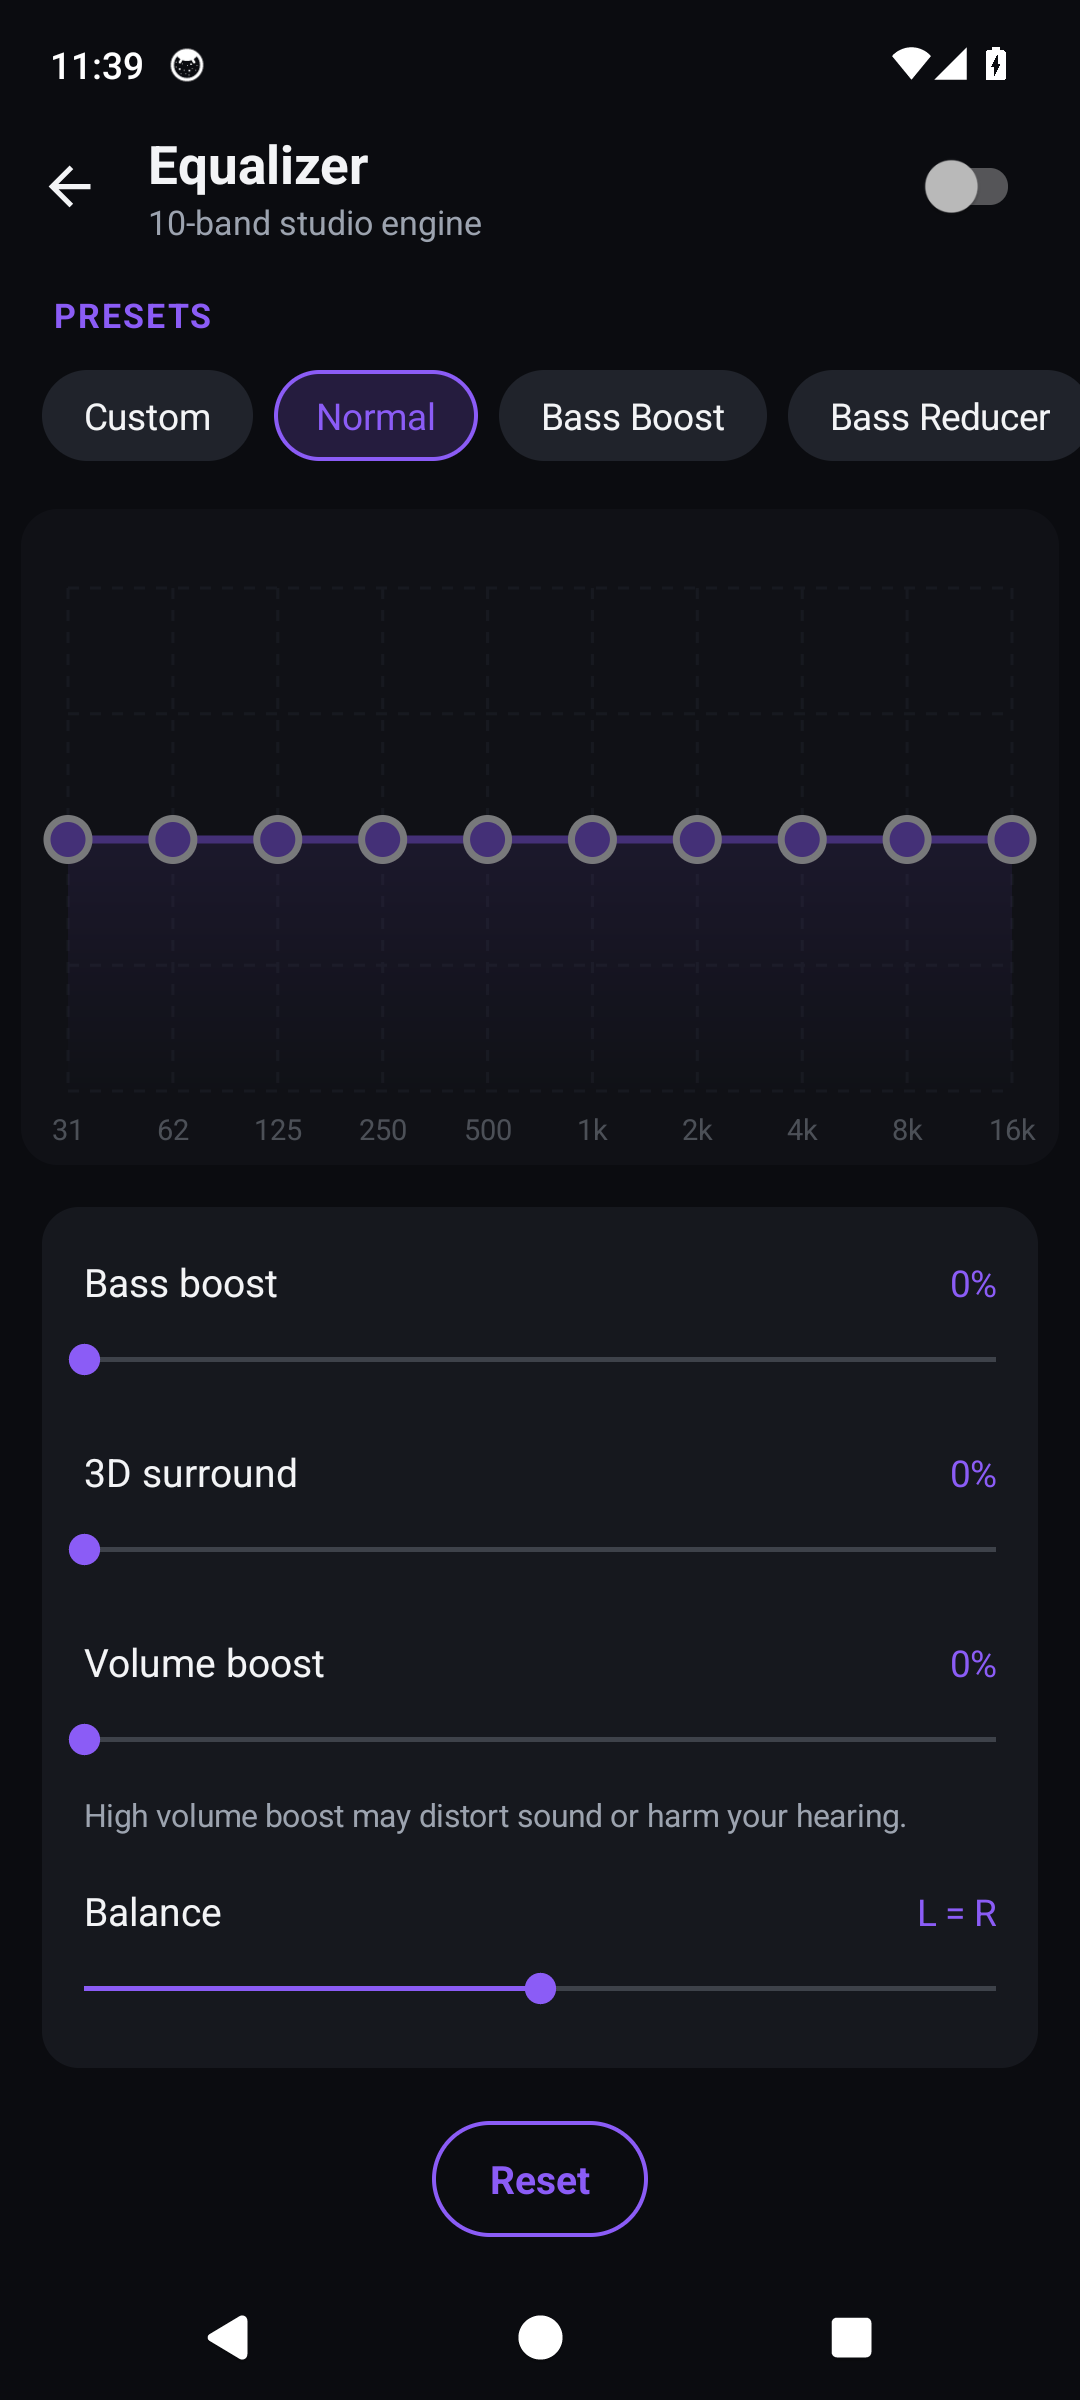 11:39
Equalizer
10-band studio engine
PRESETS
Custom
Normal
Bass Boost
Bass Reducer
31 62 125 250 500 1k 2k 4k 8k 16k
Bass boost 0%
3D surround 0%
Volume boost 0%
High volume boost may distort sound or harm your hearing.
Balance L = R
Reset